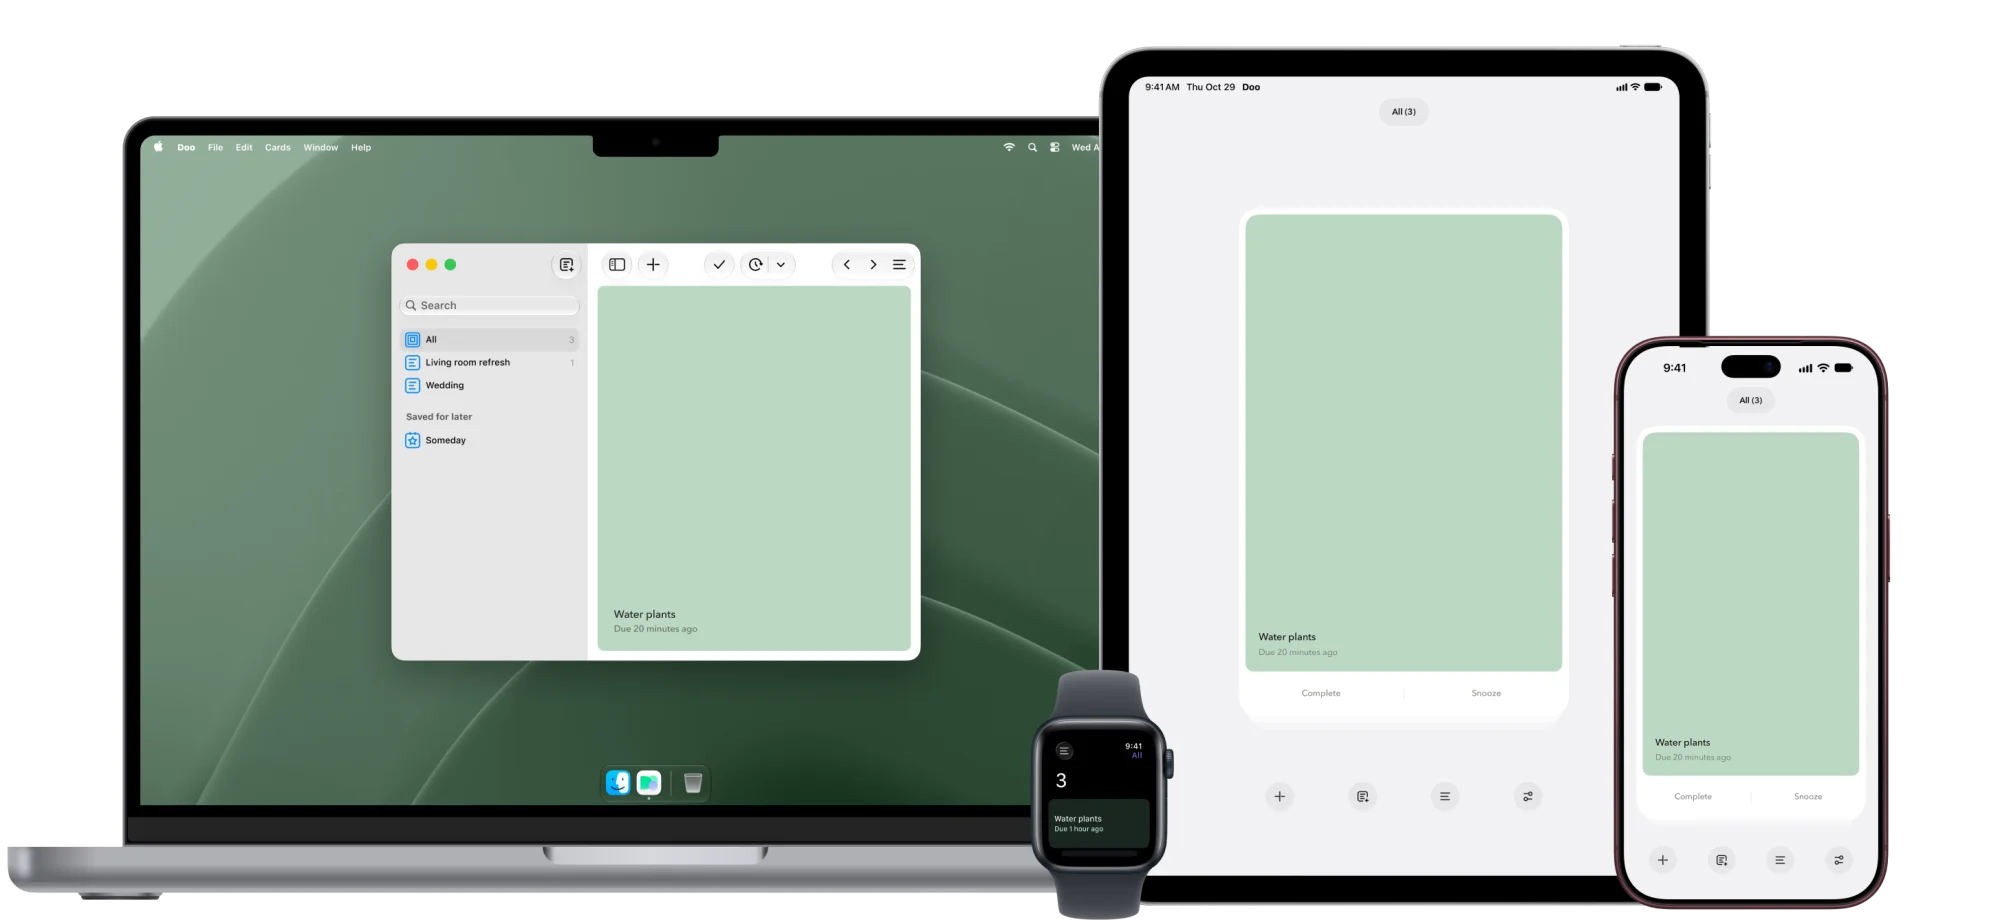 Doo File Edit Cards Window Help
Wed A
Search
All 3
Living room refresh 1
Wedding
Saved for later
Someday
Water plants
Due 20 minutes ago
9:41
All
3
Water plants
Due 1 hour ago
9:41 AM Thu Oct 29 Doo
All (3)
Water plants
Due 20 minutes ago
Complete Snooze
9:41
All (3)
Water plants
Due 20 minutes ago
Complete Snooze